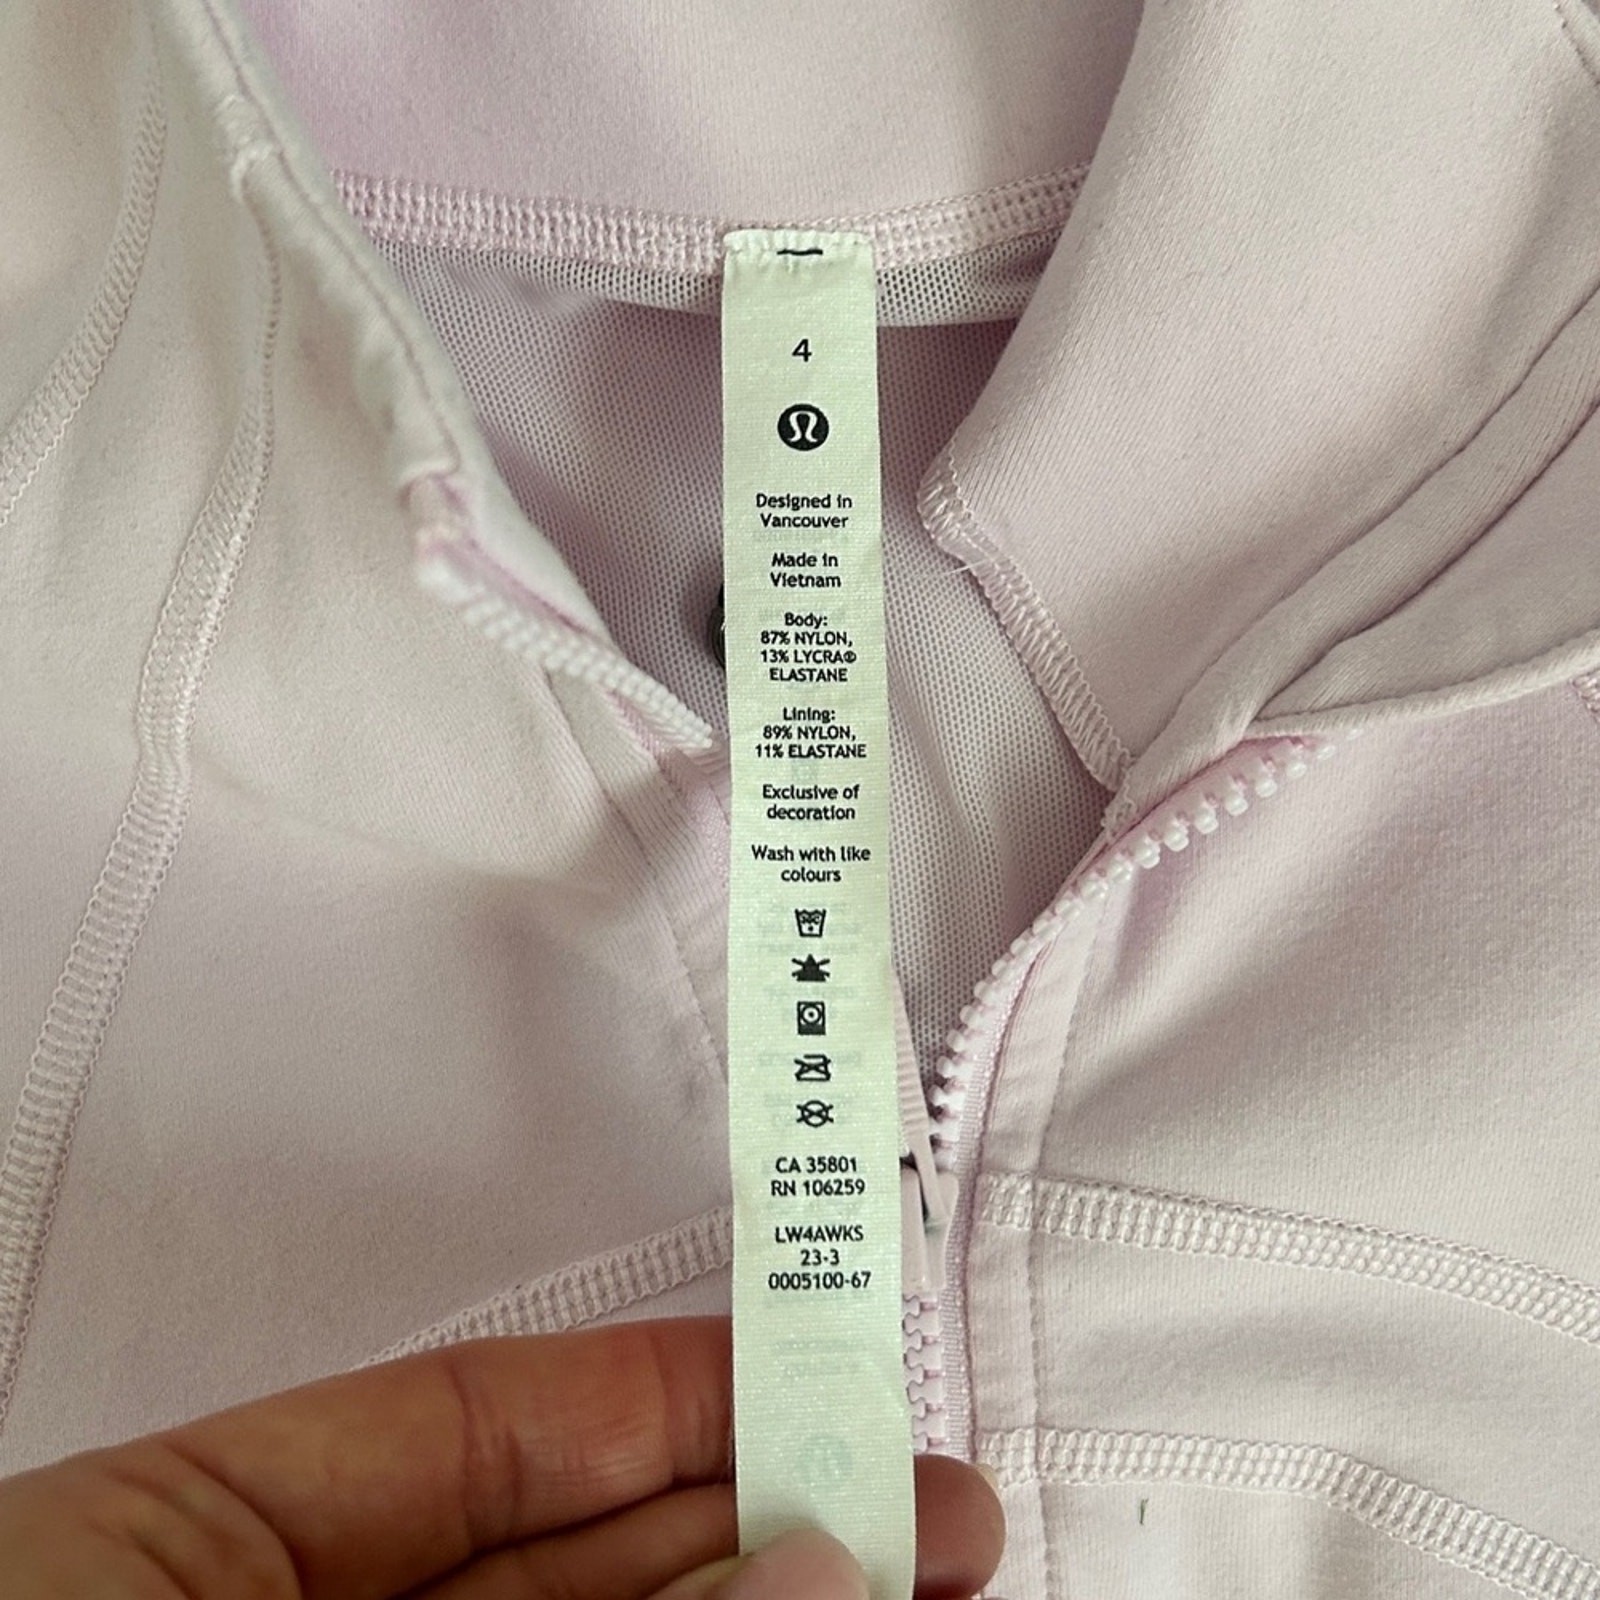 4
Designed in
Vancouver
Made in
Vietnam
Body:
87% NYLON,
13% LYCRA®
ELASTANE
Lining:
89% NYLON,
11% ELASTANE
Exclusive of
decoration
Wash with like
colours
CA 35801
RN 106259
LW4AWKS
23-3
0005100-67